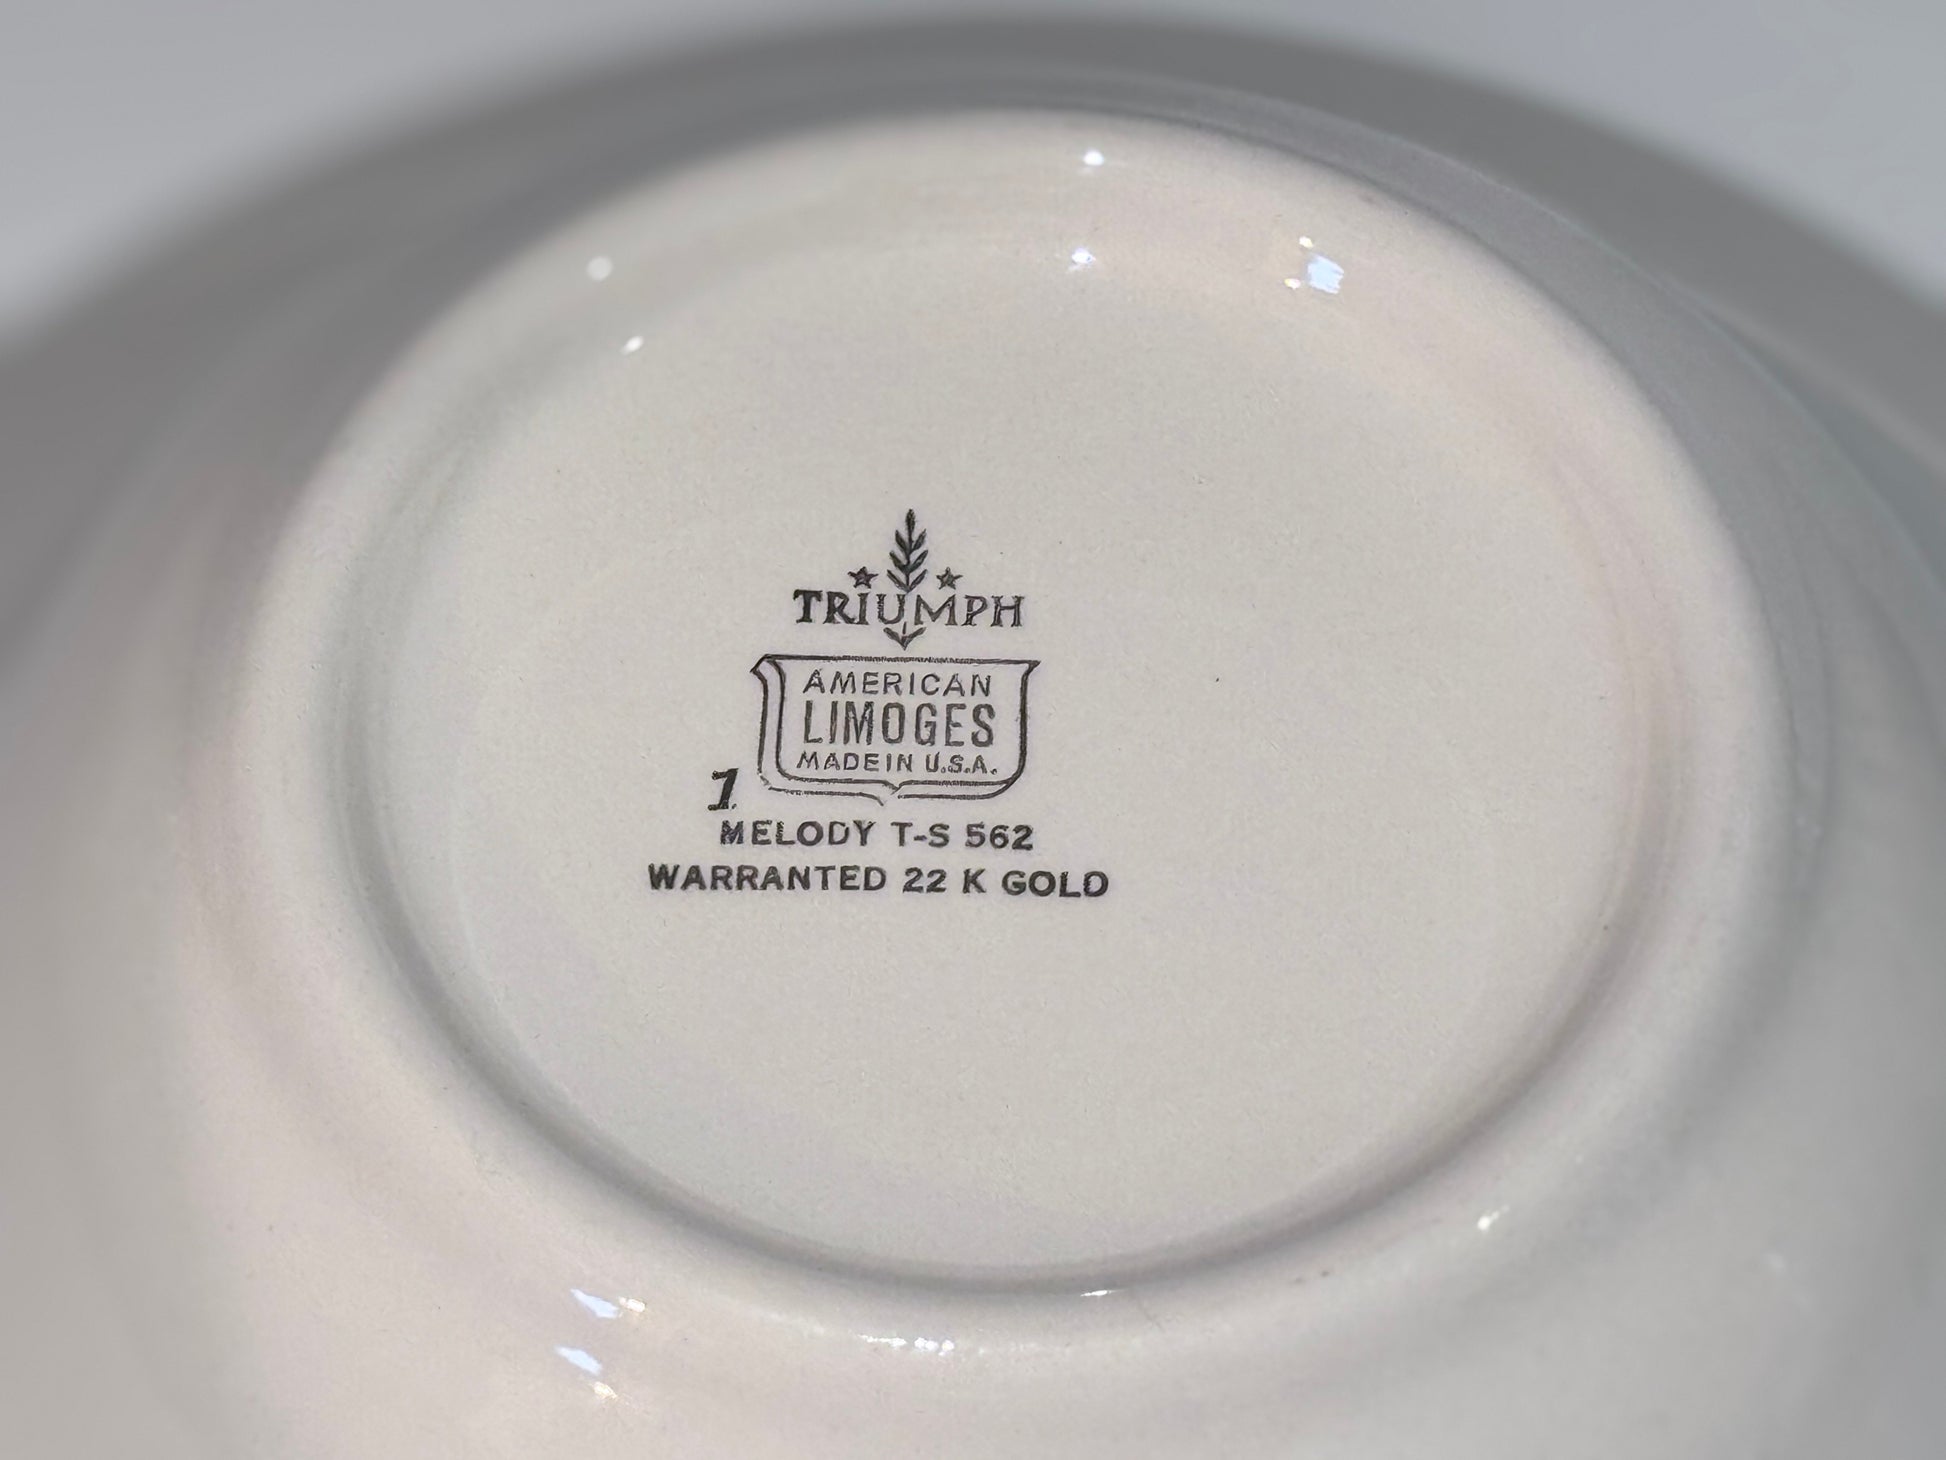 TRIUMPH
AMERICAN
LIMOGES
MADE IN U.S.A.
1
MELODY T-S 562
WARRANTED 22 K GOLD